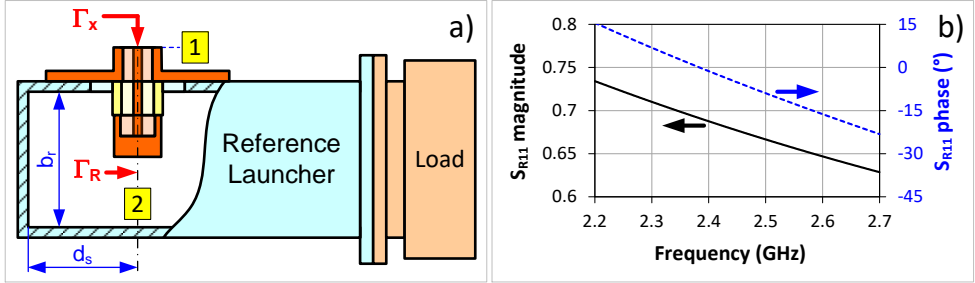 a)
Γx
1
br
ΓR
2
ds
Reference
Launcher
Load
b)
SR11 magnitude
0.8
0.75
0.7
0.65
0.6
15
0
-15
-30
-45
SR11 phase (°)
2.2 2.3 2.4 2.5 2.6 2.7
Frequency (GHz)